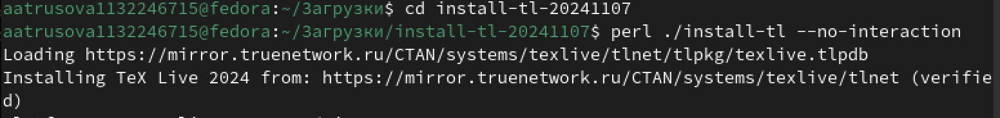 aatrusova1132246715@fedora:~/Загрузки$ cd install-tl-20241107
aatrusova1132246715@fedora:~/Загрузки/install-tl-20241107$ perl ./install-tl --no-interaction
Loading https://mirror.truenetwork.ru/CTAN/systems/texlive/tlnet/tlpkg/texlive.tlpdb
Installing TeX Live 2024 from: https://mirror.truenetwork.ru/CTAN/systems/texlive/tlnet (verifie
d)